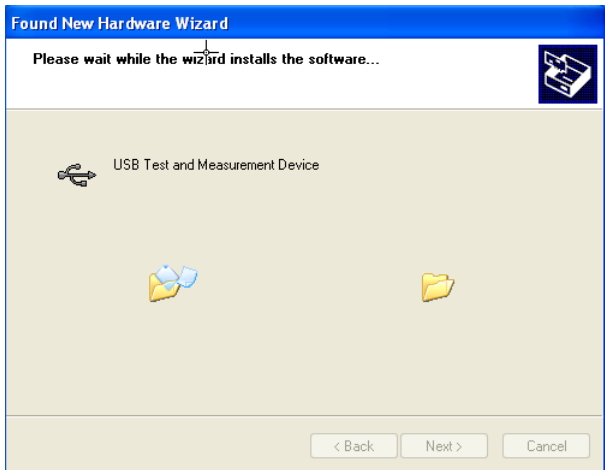 Found New Hardware Wizard
Please wait while the wizard installs the software...
USB Test and Measurement Device
< Back
Next >
Cancel